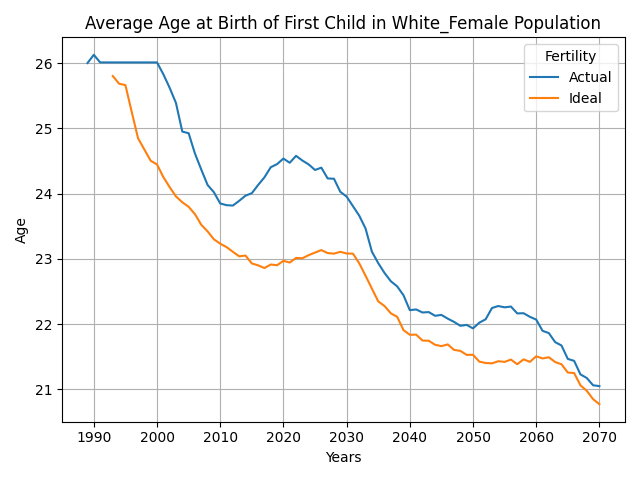 Average Age at Birth of First Child in White_Female Population
Fertility
Actual
Ideal
Age
26
25
24
23
22
21
1990 2000 2010 2020 2030 2040 2050 2060 2070
Years